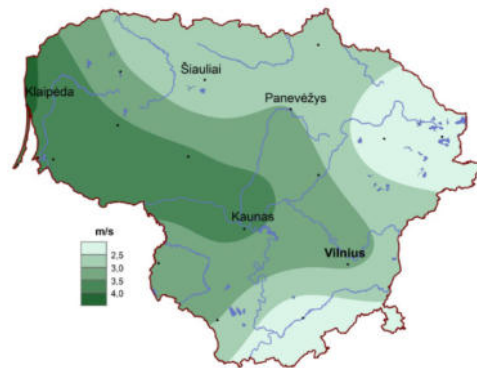 Šiauliai
Klaipėda
Panevėžys
Kaunas
Vilnius
m/s
2,5
3,0
3,5
4,0